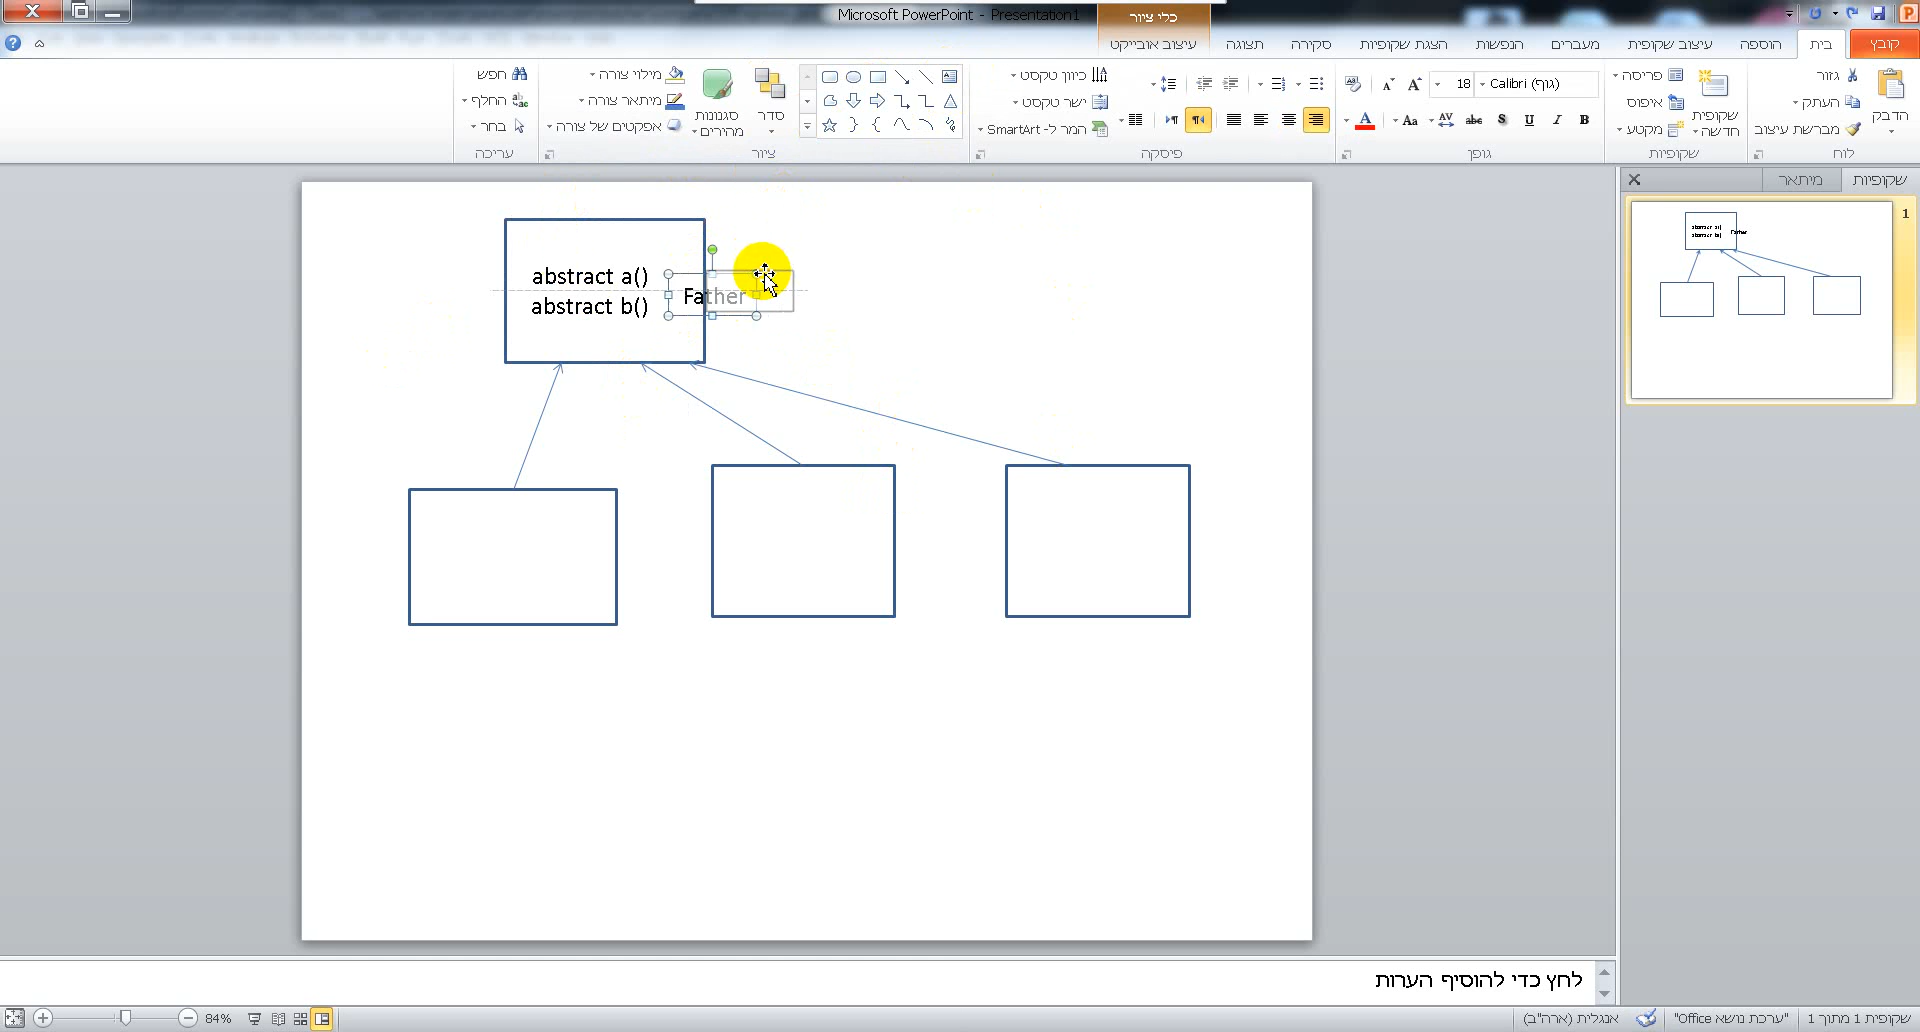 Microsoft PowerPoint - Presentation1
כלי ציור
קובץ
בית
הוספה
עיצוב שקופית
מעברים
הנפשות
הצגת שקופיות
סקירה
תצוגה
עיצוב אובייקט
הדבק
גזור
העתק
מברשת עיצוב
לוח
שקופית
חדשה
פריסה
איפוס
מקטע
שקופיות
Calibri (גוף)
18
גופן
כיוון טקסט
ישר טקסט
המר ל- SmartArt
פיסקה
סדר
סגנונות
מהירים
מילוי צורה
מיתאר צורה
אפקטים של צורה
ציור
חפש
החלף
בחר
עריכה
שקופיות
מיתאר
1
abstract a()
abstract b()
Father
abstract a()
abstract b()
Father
לחץ כדי להוסיף הערות
שקופית 1 מתוך 1
"ערכת נושא Office"
אנגלית (ארה"ב)
84%